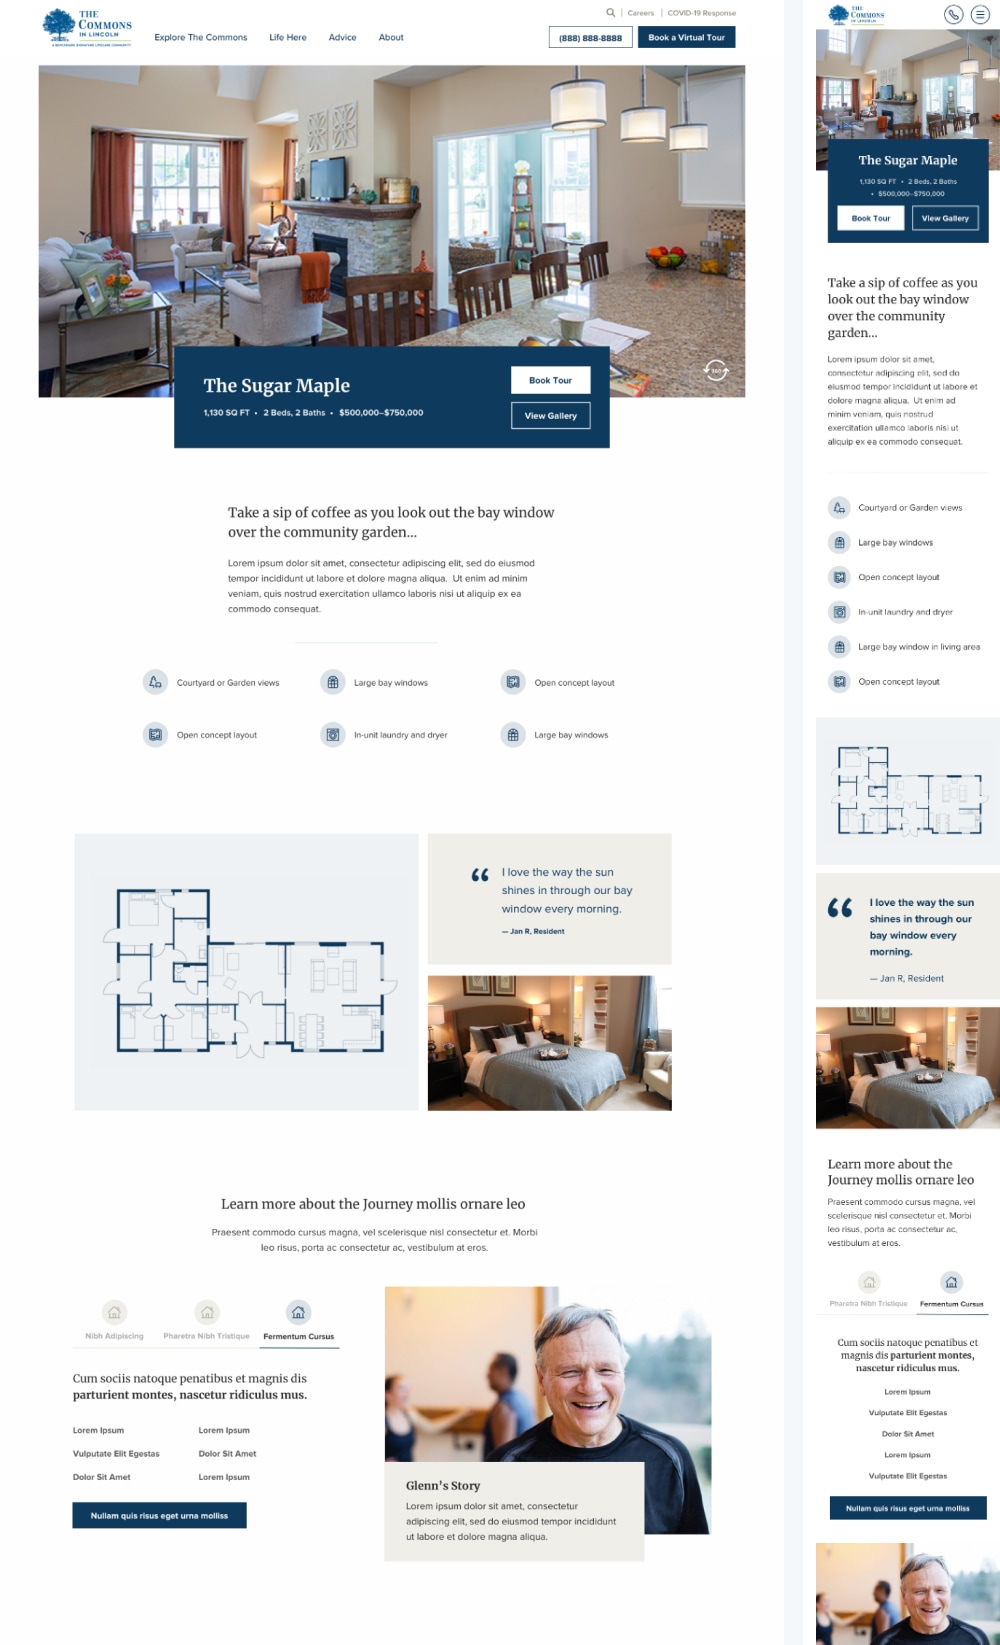 THE
COMMONS
IN LINCOLN
A BENCHMARK SIGNATURE LIFECARE COMMUNITY
Careers
COVID-19 Response
Explore The Commons
Life Here
Advice
About
(888) 888-8888
Book a Virtual Tour
360
The Sugar Maple
1,130 SQ FT • 2 Beds, 2 Baths • $500,000–$750,000
Book Tour
View Gallery
Take a sip of coffee as you look out the bay window
over the community garden...
Lorem ipsum dolor sit amet, consectetur adipiscing elit, sed do eiusmod
tempor incididunt ut labore et dolore magna aliqua. Ut enim ad minim
veniam, quis nostrud exercitation ullamco laboris nisi ut aliquip ex ea
commodo consequat.
Courtyard or Garden views
Large bay windows
Open concept layout
Open concept layout
In-unit laundry and dryer
Large bay windows
“ I love the way the sun
shines in through our bay
window every morning.
— Jan R, Resident
Learn more about the Journey mollis ornare leo
Praesent commodo cursus magna, vel scelerisque nisl consectetur et. Morbi
leo risus, porta ac consectetur ac, vestibulum at eros.
Nibh Adipiscing
Pharetra Nibh Tristique
Fermentum Cursus
Cum sociis natoque penatibus et magnis dis
parturient montes, nascetur ridiculus mus.
Lorem Ipsum
Lorem Ipsum
Vulputate Elit Egestas
Dolor Sit Amet
Dolor Sit Amet
Lorem Ipsum
Nullam quis risus eget urna molliss
Glenn’s Story
Lorem ipsum dolor sit amet, consectetur
adipiscing elit, sed do eiusmod tempor incididunt
ut labore et dolore magna aliqua.
THE
COMMONS
IN LINCOLN
The Sugar Maple
1,130 SQ FT • 2 Beds, 2 Baths
• $500,000–$750,000
Book Tour
View Gallery
Take a sip of coffee as you
look out the bay window
over the community
garden...
Lorem ipsum dolor sit amet,
consectetur adipiscing elit, sed do
eiusmod tempor incididunt ut labore et
dolore magna aliqua. Ut enim ad
minim veniam, quis nostrud
exercitation ullamco laboris nisi ut
aliquip ex ea commodo consequat.
Courtyard or Garden views
Large bay windows
Open concept layout
In-unit laundry and dryer
Large bay window in living area
Open concept layout
“ I love the way the sun
shines in through our
bay window every
morning.
— Jan R, Resident
Learn more about the
Journey mollis ornare leo
Praesent commodo cursus magna, vel
scelerisque nisl consectetur et. Morbi
leo risus, porta ac consectetur ac,
vestibulum at eros.
Pharetra Nibh Tristique
Fermentum Cursus
Cum sociis natoque penatibus et
magnis dis parturient montes,
nascetur ridiculus mus.
Lorem Ipsum
Vulputate Elit Egestas
Dolor Sit Amet
Lorem Ipsum
Vulputate Elit Egestas
Nullam quis risus eget urna molliss